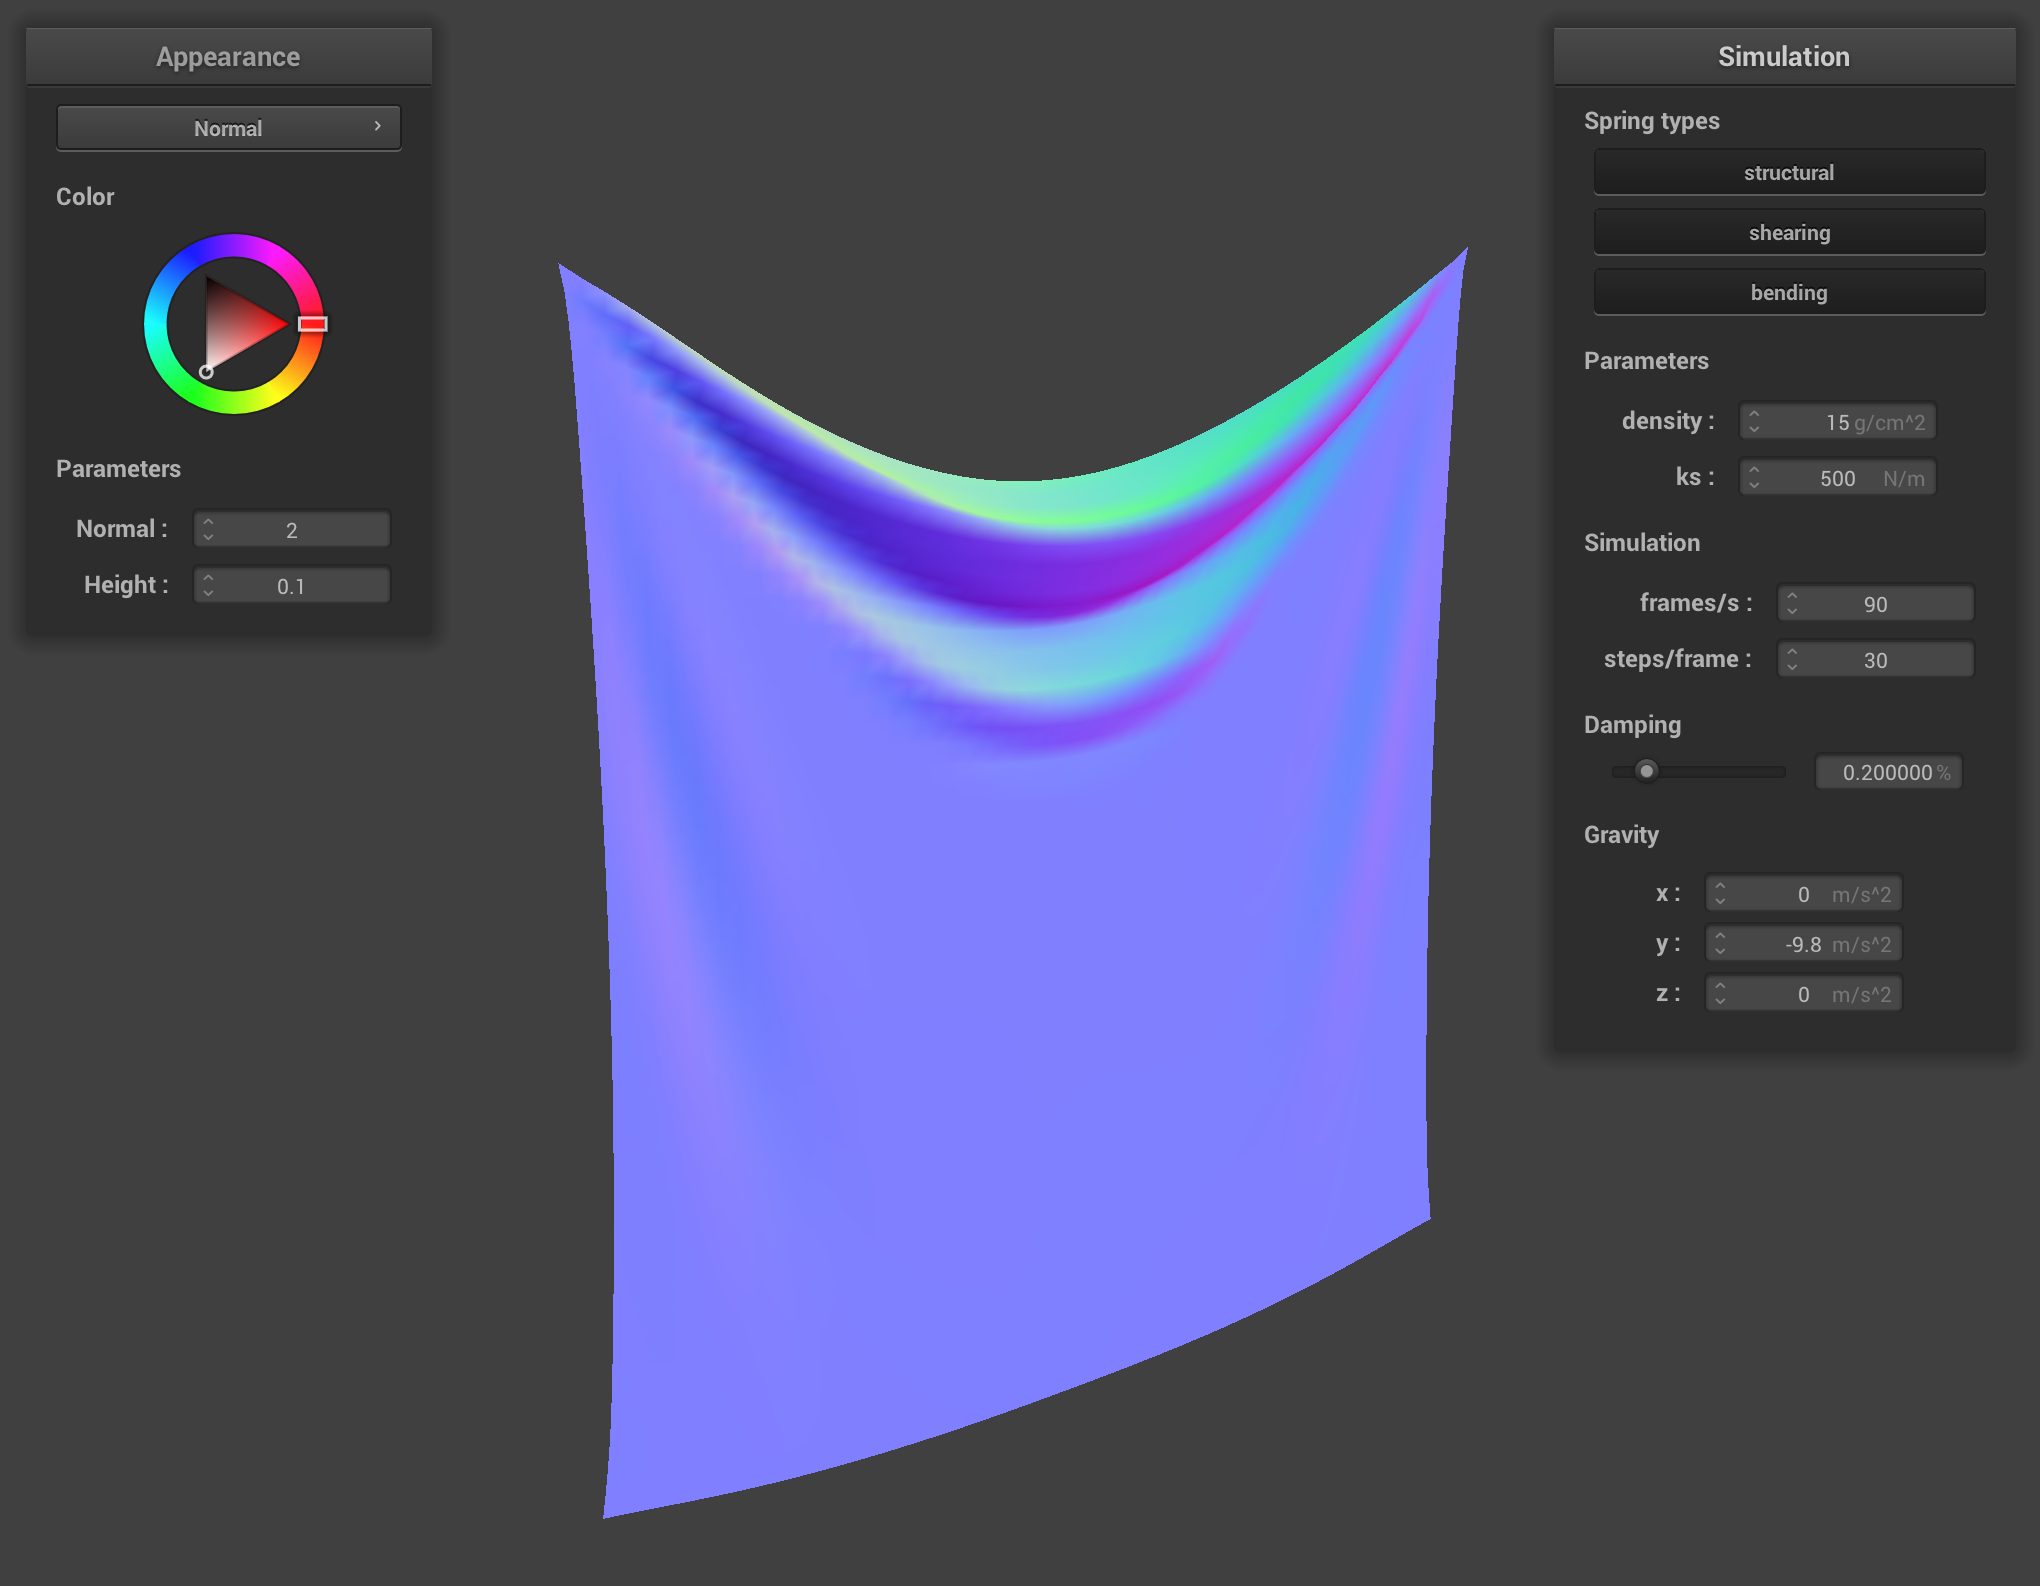 Appearance
Normal
Color
Parameters
Normal : 2
Height : 0.1
Simulation
Spring types
structural
shearing
bending
Parameters
density : 15 g/cm^2
ks : 500 N/m
Simulation
frames/s : 90
steps/frame : 30
Damping
0.200000 %
Gravity
x : 0 m/s^2
y : -9.8 m/s^2
z : 0 m/s^2